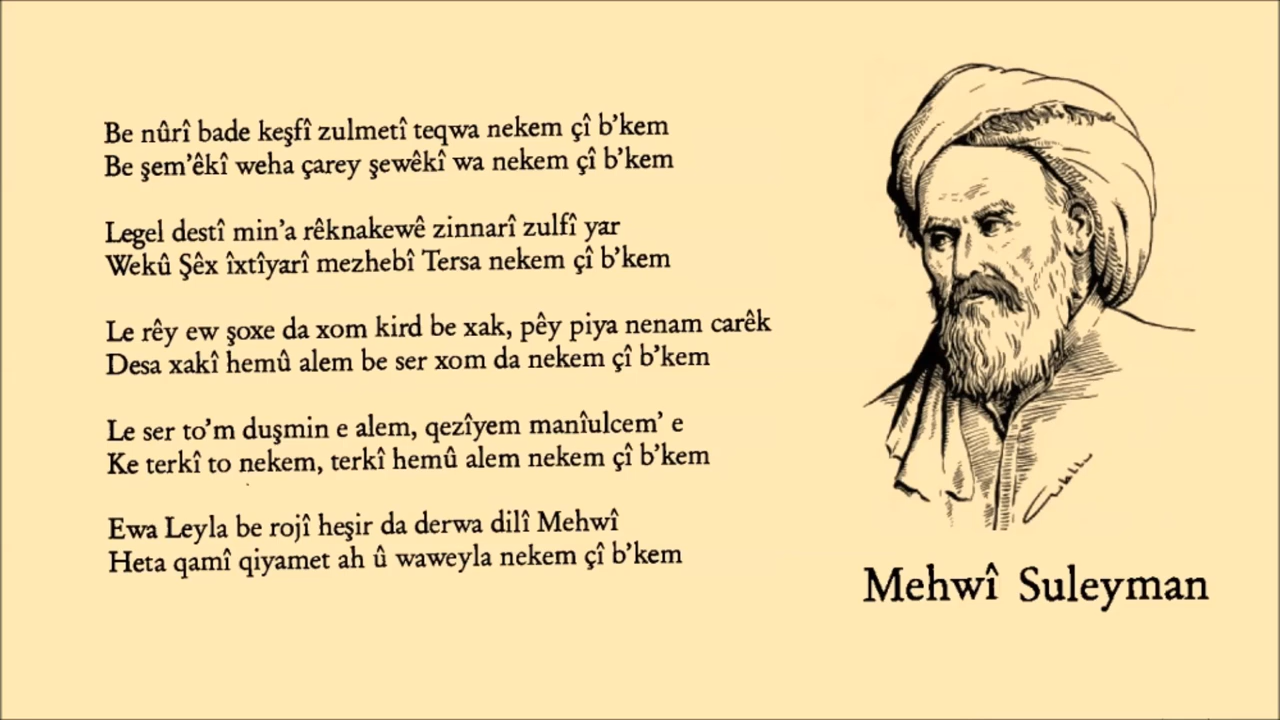 Be nûrî bade keşfî zulmetî teqwa nekem çî b'kem
Be şem'êkî weha çarey şewêkî wa nekem çî b'kem
Legel destî min'a rêknakewê zinnarî zulfî yar
Wekû Şêx îxtîyarî mezhebî Tersa nekem çî b'kem
Le rêy ew şoxe da xom kird be xak, pêy piya nenam carêk
Desa xakî hemû alem be ser xom da nekem çî b'kem
Le ser to'm duşmin e alem, qezîyem manîulcem' e
Ke terkî to nekem, terkî hemû alem nekem çî b'kem
Ewa Leyla be rojî heşir da derwa dilî Mehwî
Heta qamî qiyamet ah û waweyla nekem çî b'kem
Mehwî Suleyman